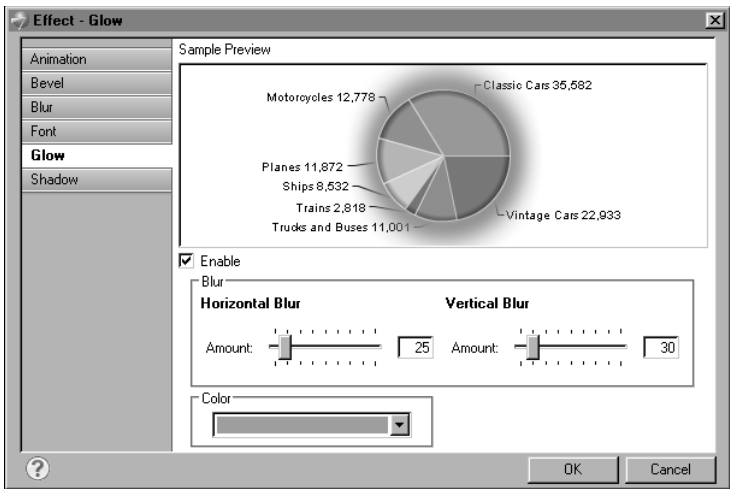 Effect - Glow
Animation
Bevel
Blur
Font
Glow
Shadow
Sample Preview
Classic Cars 35,582
Motorcycles 12,778
Planes 11,872
Ships 8,532
Trains 2,818
Trucks and Buses 11,001
Vintage Cars 22,933
Enable
Blur
Horizontal Blur Vertical Blur
Amount: 25 Amount: 30
Color
?
OK Cancel